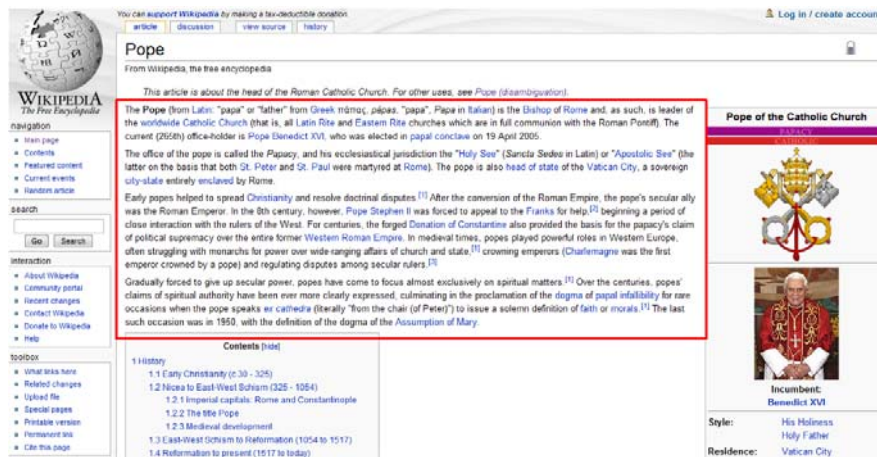 You can support Wikipedia by making a tax-deductible donation.
Log in / create accoun
article
discussion
view source
history
Pope
From Wikipedia, the free encyclopedia
This article is about the head of the Roman Catholic Church. For other uses, see Pope (disambiguation).
The Pope (from Latin: "papa" or "father" from Greek πάπας, pápas, "papa", Papa in Italian) is the Bishop of Rome and, as such, is leader of
the worldwide Catholic Church (that is, all Latin Rite and Eastern Rite churches which are in full communion with the Roman Pontiff). The
current (265th) office-holder is Pope Benedict XVI, who was elected in papal conclave on 19 April 2005.
The office of the pope is called the Papacy, and his ecclesiastical jurisdiction the "Holy See" (Sancta Sedes in Latin) or "Apostolic See" (the
latter on the basis that both St. Peter and St. Paul were martyred at Rome). The pope is also head of state of the Vatican City, a sovereign
city-state entirely enclaved by Rome.
Early popes helped to spread Christianity and resolve doctrinal disputes.[1] After the conversion of the Roman Empire, the pope's secular ally
was the Roman Emperor. In the 8th century, however, Pope Stephen II was forced to appeal to the Franks for help,[2] beginning a period of
close interaction with the rulers of the West. For centuries, the forged Donation of Constantine also provided the basis for the papacy's claim
of political supremacy over the entire former Western Roman Empire. In medieval times, popes played powerful roles in Western Europe,
often struggling with monarchs for power over wide-ranging affairs of church and state,[1] crowning emperors (Charlemagne was the first
emperor crowned by a pope) and regulating disputes among secular rulers.[3]
Gradually forced to give up secular power, popes have come to focus almost exclusively on spiritual matters.[1] Over the centuries, popes'
claims of spiritual authority have been ever more clearly expressed, culminating in the proclamation of the dogma of papal infallibility for rare
occasions when the pope speaks ex cathedra (literally "from the chair (of Peter)") to issue a solemn definition of faith or morals.[1] The last
such occasion was in 1950, with the definition of the dogma of the Assumption of Mary.
Contents [hide]
1 History
1.1 Early Christianity (c 30 - 325)
1.2 Nicea to East-West Schism (325 - 1054)
1.2.1 Imperial capitals: Rome and Constantinople
1.2.2 The title Pope
1.2.3 Medieval development
1.3 East-West Schism to Reformation (1054 to 1517)
1.4 Reformation to present (1517 to today)
WIKIPEDIA
The Free Encyclopedia
navigation
Main page
Contents
Featured content
Current events
Random article
search
Go
Search
interaction
About Wikipedia
Community portal
Recent changes
Contact Wikipedia
Donate to Wikipedia
Help
toolbox
What links here
Related changes
Upload file
Special pages
Printable version
Permanent link
Cite this page
Pope of the Catholic Church
PAPACY
CATHOLIC
Incumbent:
Benedict XVI
Style:
His Holiness
Holy Father
Residence:
Vatican City